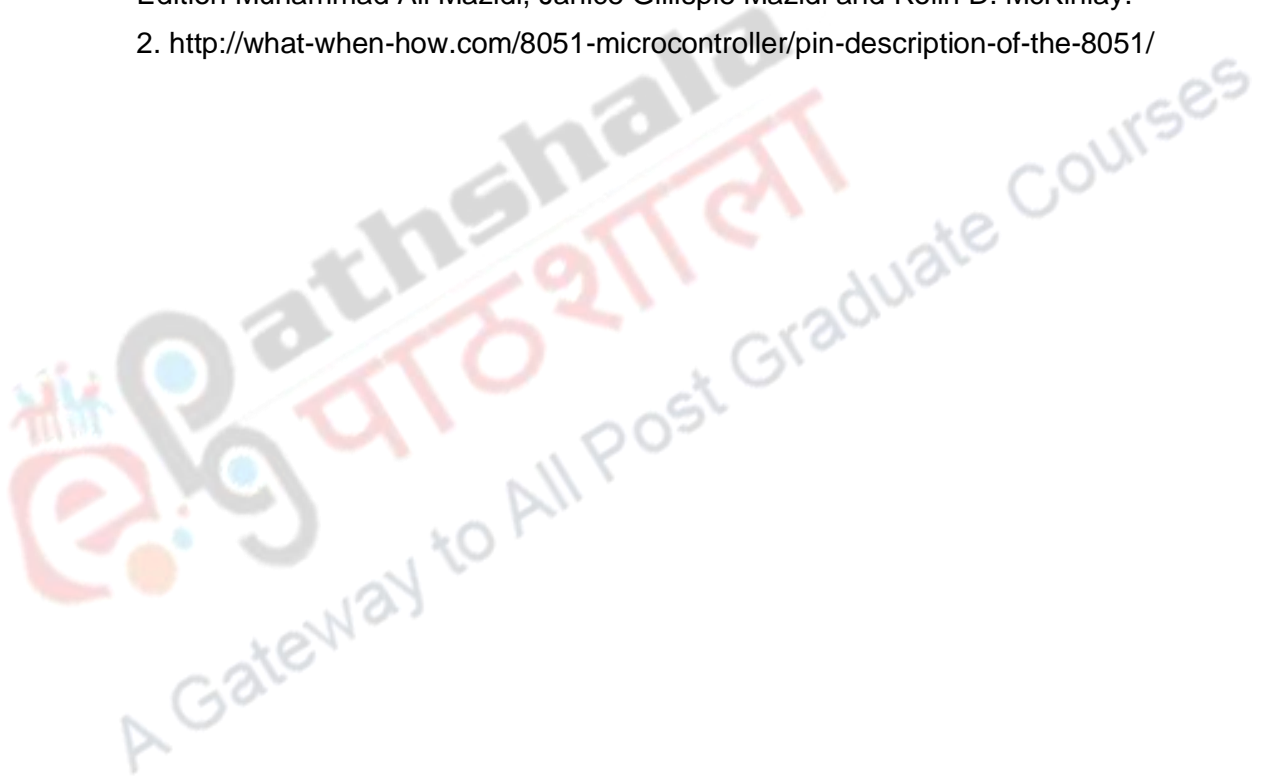 Edition Muhammad Ali Mazidi, Janice Gillispie Mazidi and Rolin D. McKinlay.
2. http://what-when-how.com/8051-microcontroller/pin-description-of-the-8051/
ePathshala
पाठशाला
A Gateway to All Post Graduate Courses